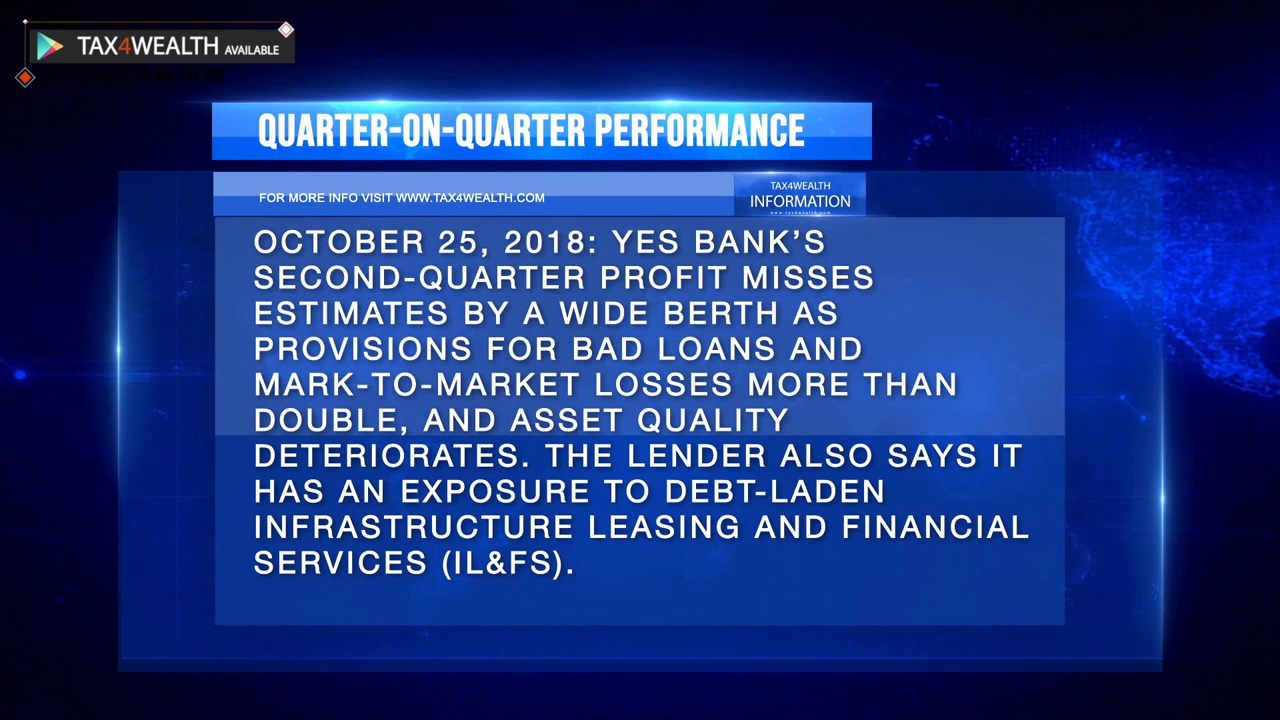 TAX4WEALTH AVAILABLE
QUARTER-ON-QUARTER PERFORMANCE
FOR MORE INFO VISIT WWW.TAX4WEALTH.COM
TAX4WEALTH
INFORMATION
www.tax4wealth.com
OCTOBER 25, 2018: YES BANK’S
SECOND-QUARTER PROFIT MISSES
ESTIMATES BY A WIDE BERTH AS
PROVISIONS FOR BAD LOANS AND
MARK-TO-MARKET LOSSES MORE THAN
DOUBLE, AND ASSET QUALITY
DETERIORATES. THE LENDER ALSO SAYS IT
HAS AN EXPOSURE TO DEBT-LADEN
INFRASTRUCTURE LEASING AND FINANCIAL
SERVICES (IL&FS).